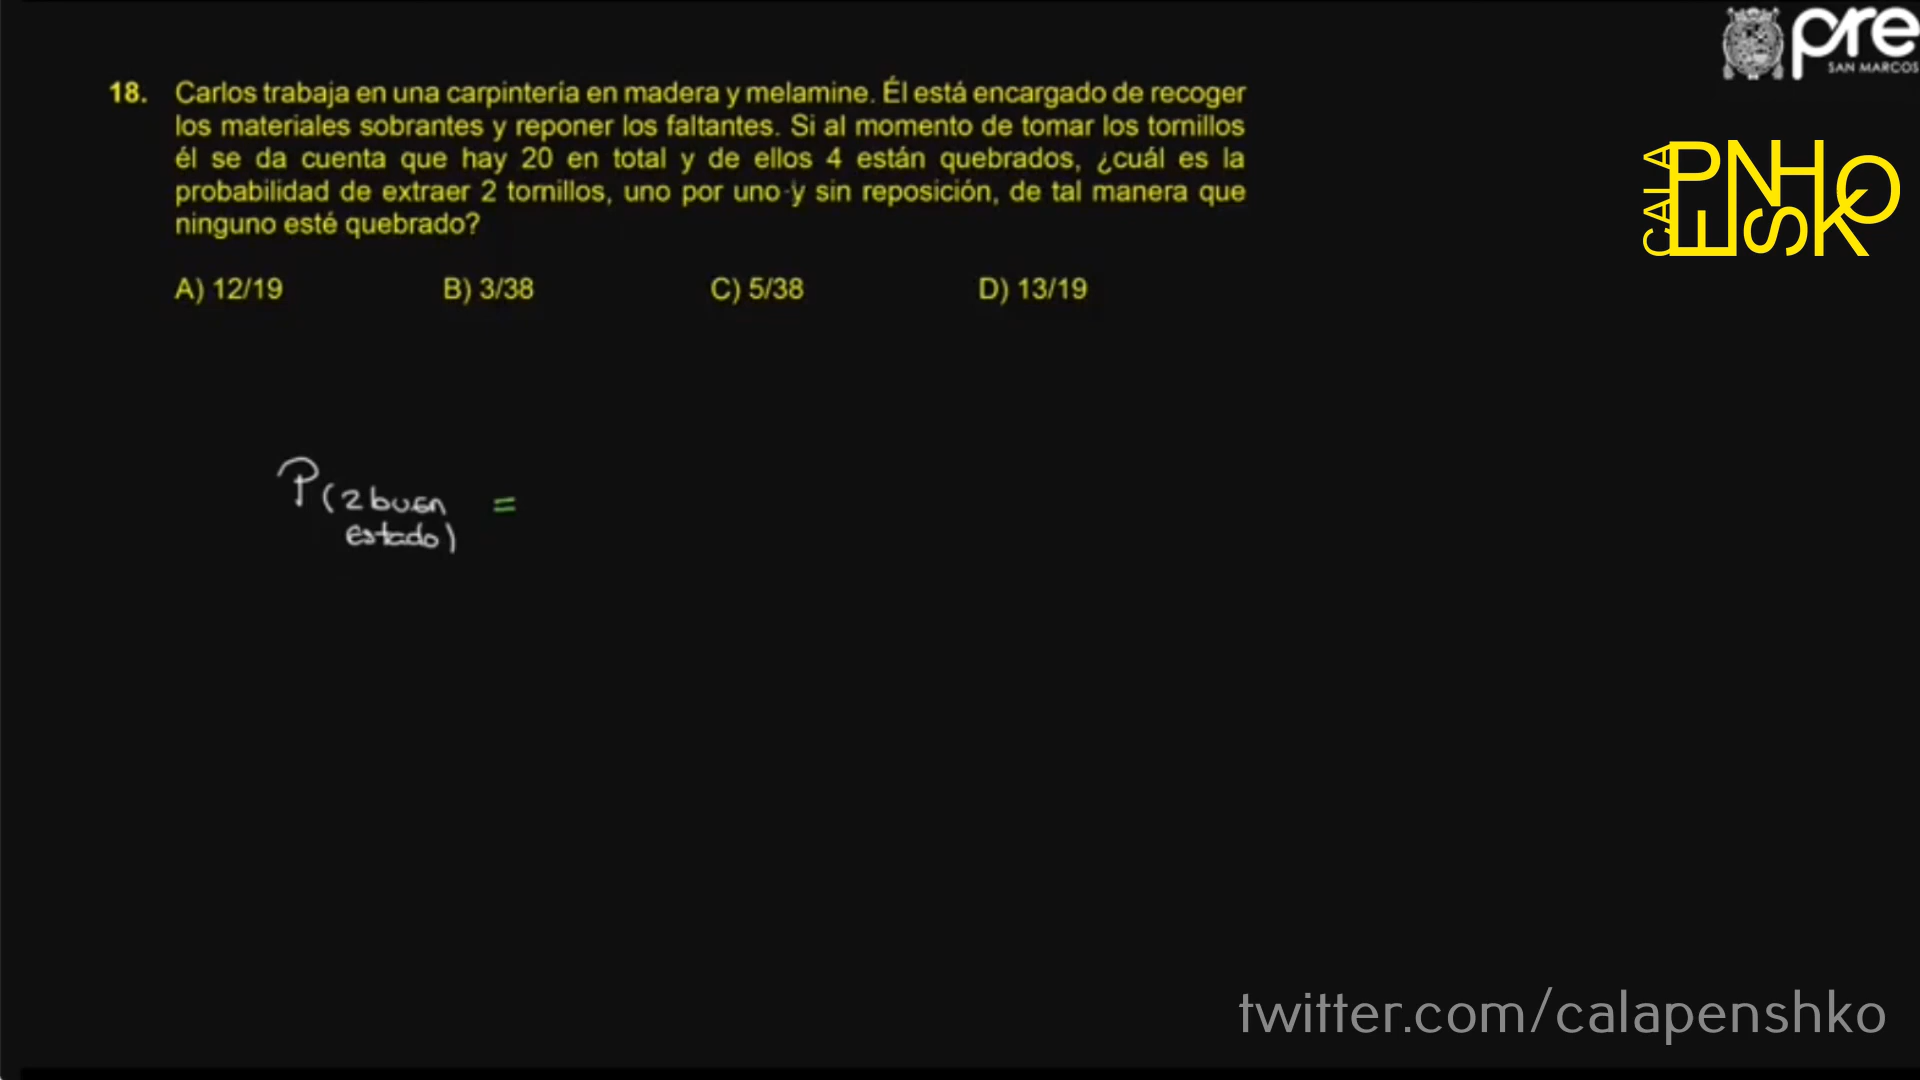 pre
SAN MARCOS
18. Carlos trabaja en una carpintería en madera y melamine. Él está encargado de recoger
los materiales sobrantes y reponer los faltantes. Si al momento de tomar los tornillos
él se da cuenta que hay 20 en total y de ellos 4 están quebrados, ¿cuál es la
probabilidad de extraer 2 tornillos, uno por uno y sin reposición, de tal manera que
ninguno esté quebrado?
A) 12/19 B) 3/38 C) 5/38 D) 13/19
CALA PENSHKO
P(2 buen =
estado)
twitter.com/calapenshko